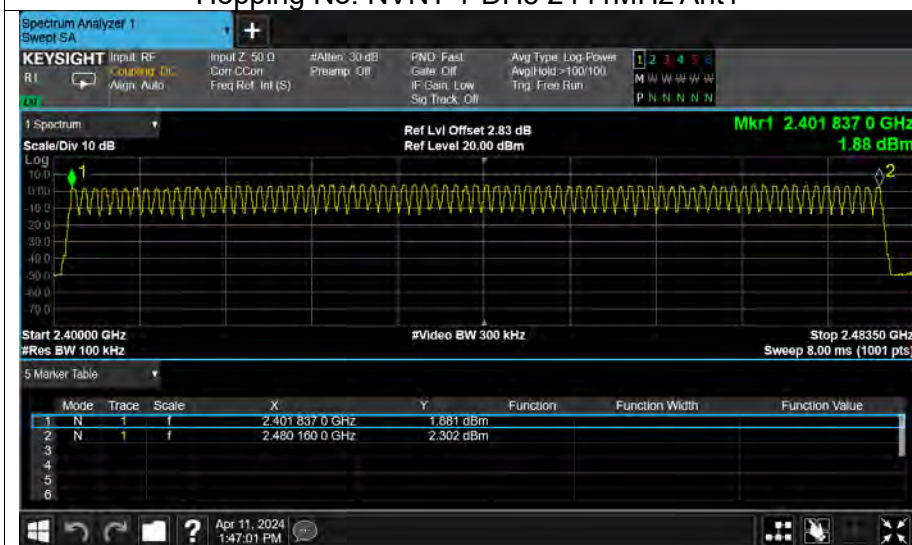 Hopping No. NVNT 1-DH5 2441MHz Ant1
Spectrum Analyzer 1
Swept SA
+
KEYSIGHT Input: RF Input Z: 50 Ω #Atten: 30 dB PNO: Fast Avg Type: Log-Power 1 2 3 4 5 6
R1 Coupling: DC Corr CCorr Preamp: Off Gate: Off Avg|Hold:>100/100 M W W W W W
Align: Auto Freq Ref: Int (S) IF Gain: Low Trig: Free Run
Sig Track: Off P N N N N N
1 Spectrum Ref Lvl Offset 2.83 dB Mkr1 2.401 837 0 GHz
Scale/Div 10 dB Ref Level 20.00 dBm 1.88 dBm
Log
10.0
0.00
-10.0
-20.0
-30.0
-40.0
-50.0
-60.0
-70.0
1
2
Start 2.40000 GHz #Video BW 300 kHz Stop 2.48350 GHz
#Res BW 100 kHz Sweep 8.00 ms (1001 pts)
5 Marker Table
Mode Trace Scale X Y Function Function Width Function Value
1 N 1 f 2.401 837 0 GHz 1.881 dBm
2 N 1 f 2.480 160 0 GHz 2.302 dBm
3
4
5
6
? Apr 11, 2024
1:47:01 PM